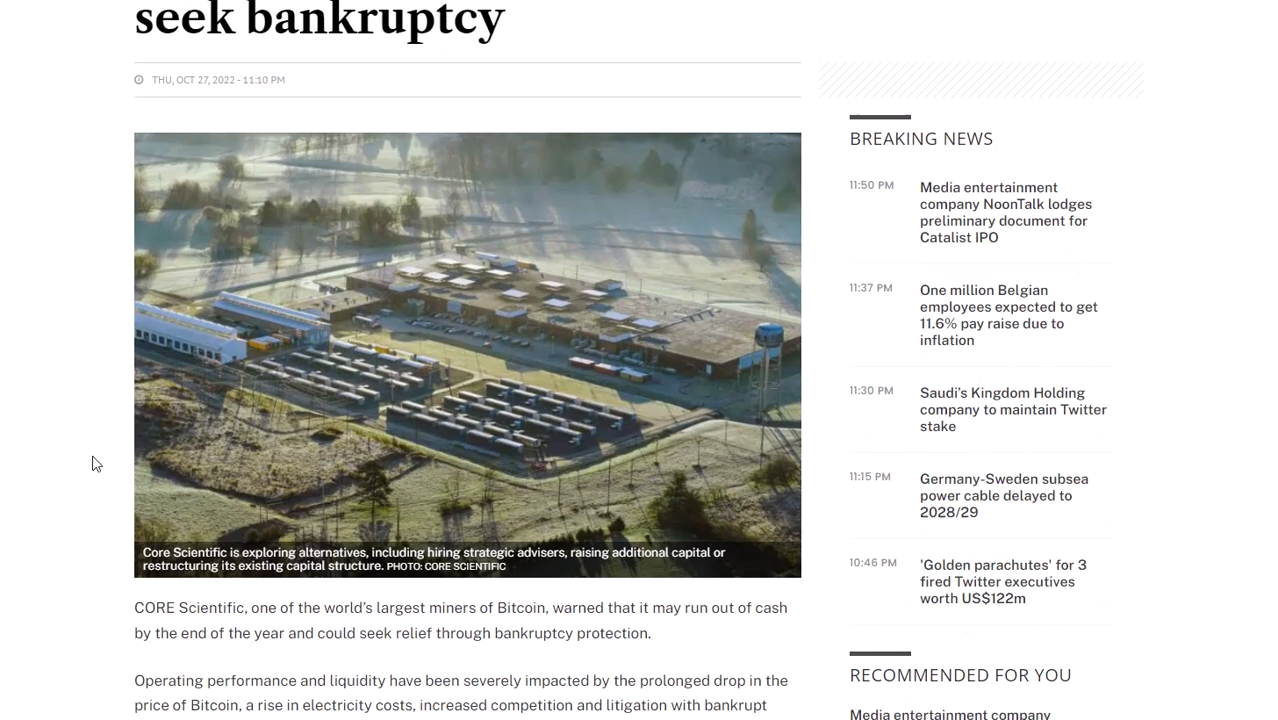 seek bankruptcy
THU, OCT 27, 2022 - 11:10 PM
Core Scientific is exploring alternatives, including hiring strategic advisers, raising additional capital or
restructuring its existing capital structure. PHOTO: CORE SCIENTIFIC
CORE Scientific, one of the world's largest miners of Bitcoin, warned that it may run out of cash
by the end of the year and could seek relief through bankruptcy protection.
Operating performance and liquidity have been severely impacted by the prolonged drop in the
price of Bitcoin, a rise in electricity costs, increased competition and litigation with bankrupt
BREAKING NEWS
11:50 PM
Media entertainment
company NoonTalk lodges
preliminary document for
Catalist IPO
11:37 PM
One million Belgian
employees expected to get
11.6% pay raise due to
inflation
11:30 PM
Saudi's Kingdom Holding
company to maintain Twitter
stake
11:15 PM
Germany-Sweden subsea
power cable delayed to
2028/29
10:46 PM
'Golden parachutes' for 3
fired Twitter executives
worth US$122m
RECOMMENDED FOR YOU
Media entertainment company